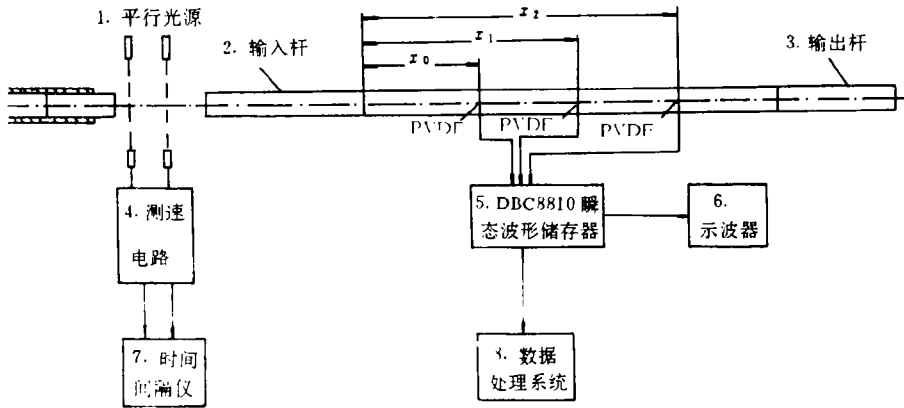 1. 平行光源
2. 输入杆
x₂
x₁
x₀
3. 输出杆
PVDF
PVDF
PVDF
4. 测速
电路
5. DBC8810 瞬
态波形储存器
6.
示波器
7. 时间
间隔仪
8. 数据
处理系统